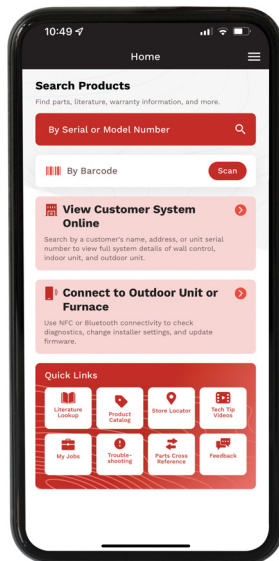 10:49
Home
Search Products
Find parts, literature, warranty information, and more.
By Serial or Model Number
By Barcode
Scan
View Customer System
Online
Search by a customer's name, address, or unit serial
number to view full system details of wall control,
indoor unit, and outdoor unit.
Connect to Outdoor Unit or
Furnace
Use NFC or Bluetooth connectivity to check
diagnostics, change installer settings, and update
firmware.
Quick Links
Literature
Lookup
Product
Catalog
Store Locator
Tech Tip
Videos
My Jobs
Trouble-
shooting
Parts Cross
Reference
Feedback